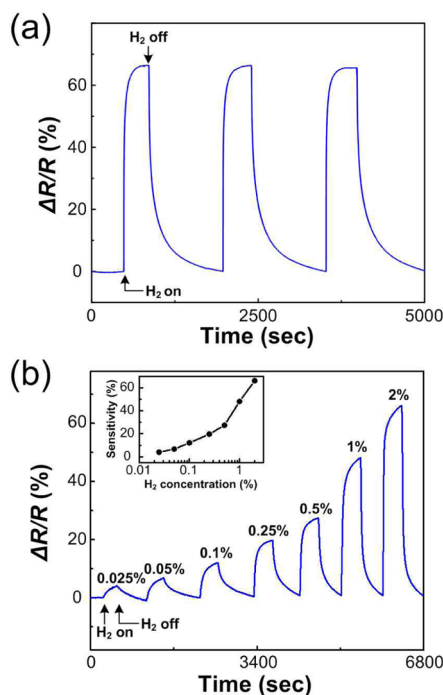 (a)
H2 off
60
40
20
0
ΔR/R (%)
H2 on
0 2500 5000
Time (sec)
(b)
2%
60
40
20
0
Sensitivity (%)
0.01 0.1 1
H2 concentration (%)
1%
0.5%
0.25%
0.1%
0.05%
0.025%
60
40
20
0
ΔR/R (%)
H2 on
H2 off
0 3400 6800
Time (sec)